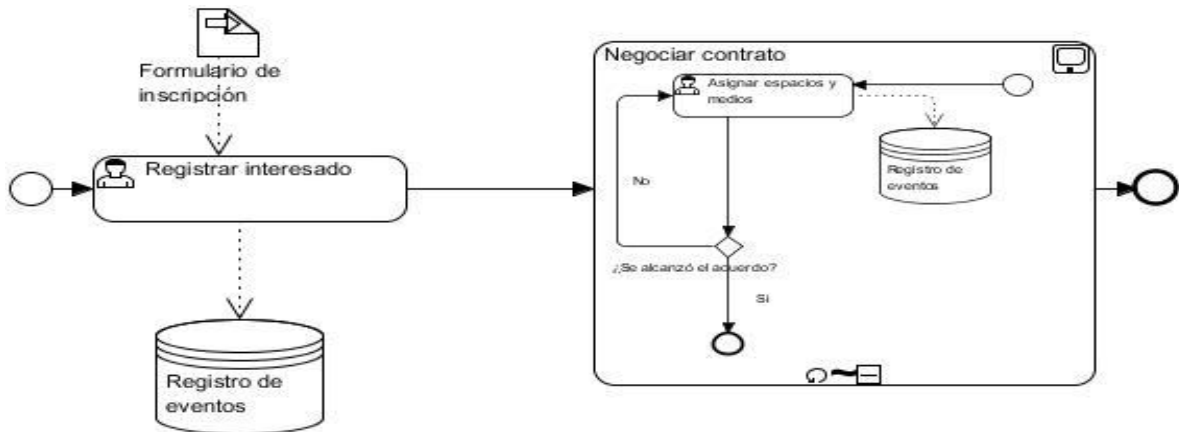 Formulario de
inscripción
Registrar interesado
Registro de
eventos
Negociar contrato
Asignar espacios y
medios
Registro de
eventos
No
¿Se alcanzó el acuerdo?
Si